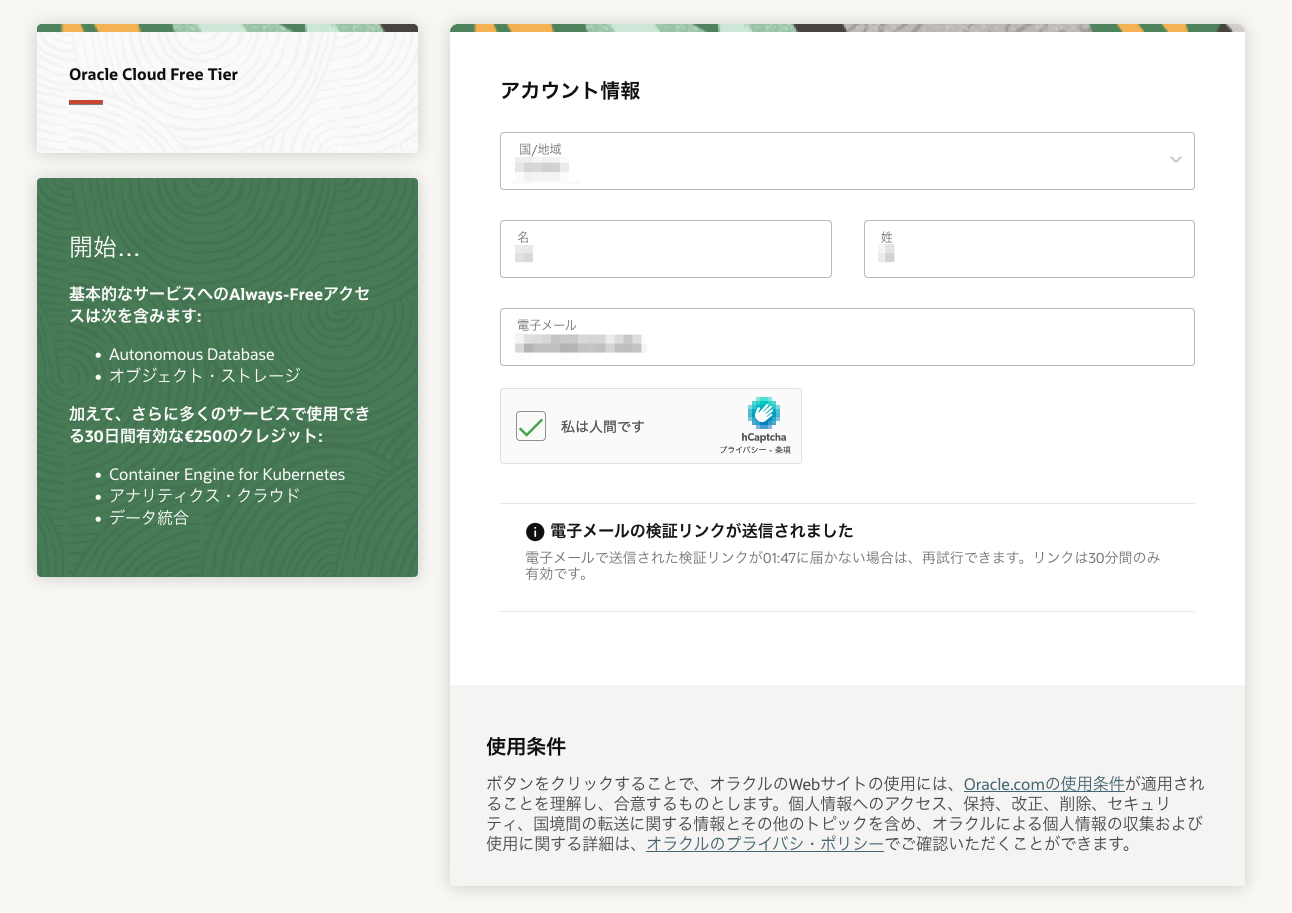 Oracle Cloud Free Tier
開始...
基本的なサービスへのAlways-Freeアクセ
スは次を含みます:
• Autonomous Database
• オブジェクト・ストレージ
加えて、さらに多くのサービスで使用でき
る30日間有効な€250のクレジット:
• Container Engine for Kubernetes
• アナリティクス・クラウド
• データ統合
アカウント情報
国/地域
名
姓
電子メール
私は人間です
hCaptcha
プライバシー - 条項
電子メールの検証リンクが送信されました
電子メールで送信された検証リンクが01:47に届かない場合は、再試行できます。リンクは30分間のみ
有効です。
使用条件
ボタンをクリックすることで、オラクルのWebサイトの使用には、Oracle.comの使用条件が適用され
ることを理解し、合意するものとします。個人情報へのアクセス、保持、改正、削除、セキュリ
ティ、国境間の転送に関する情報とその他のトピックを含め、オラクルによる個人情報の収集および
使用に関する詳細は、オラクルのプライバシ・ポリシーでご確認いただくことができます。